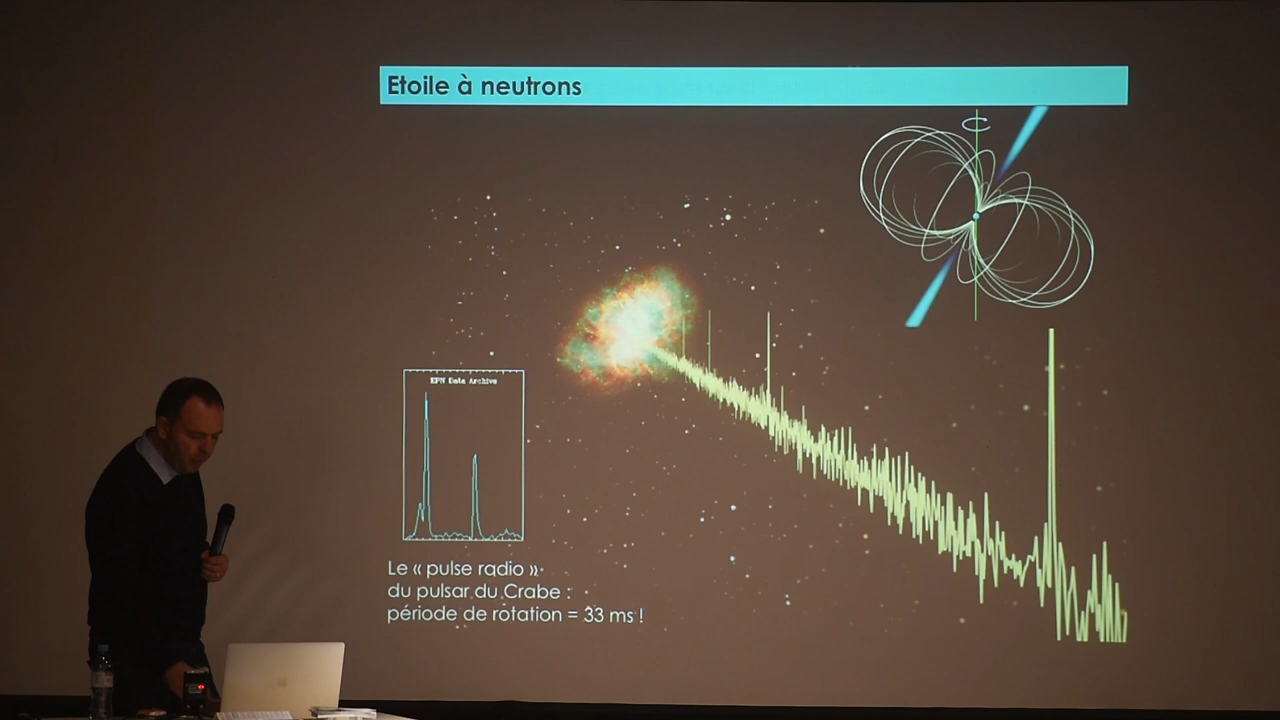 Etoile à neutrons
EPN Data Archive
Le « pulse radio »
du pulsar du Crabe :
période de rotation = 33 ms !